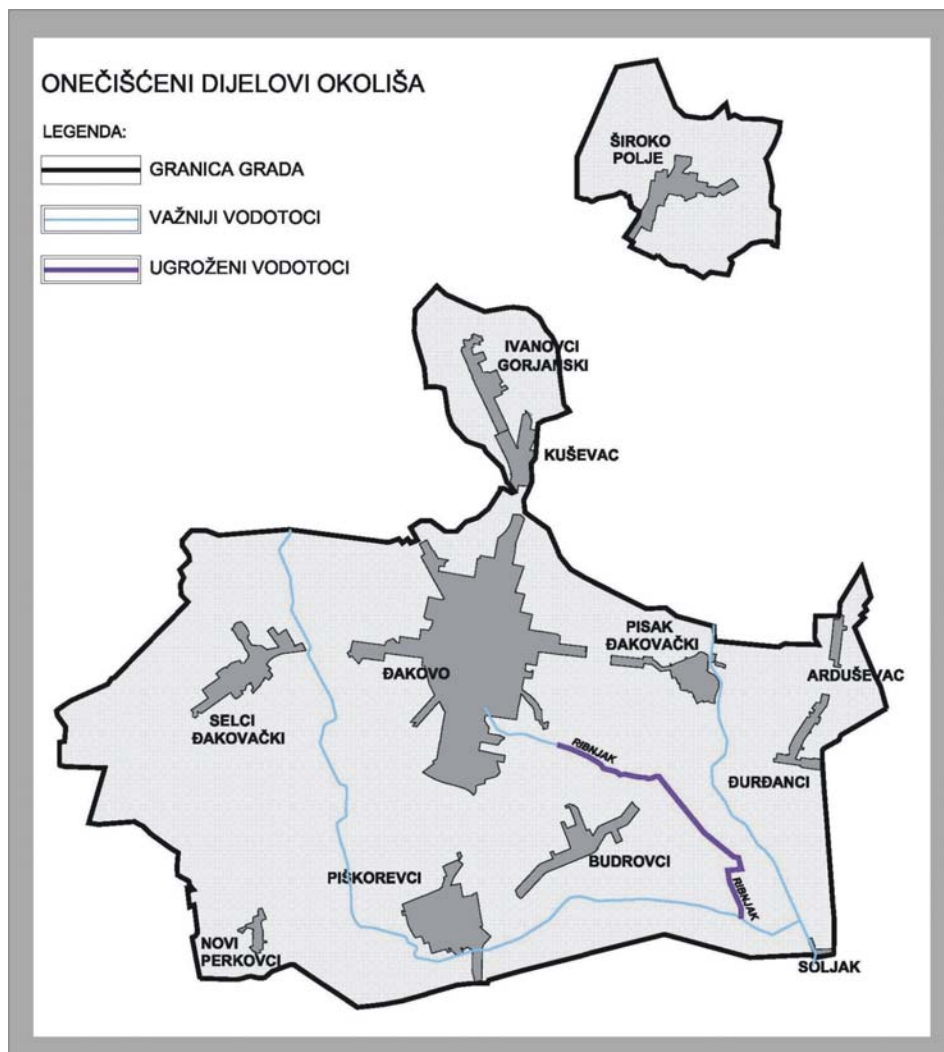 ONEČIŠĆENI DIJELOVI OKOLIŠA
LEGENDA:
GRANICA GRADA
VAŽNIJI VODOTOCI
UGROŽENI VODOTOCI
ŠIROKO
POLJE
IVANOVCI
GORJANSKI
KUŠEVAC
PISAK
ĐAKOVAČKI
ARDUŠEVAC
ĐAKOVO
SELCI
ĐAKOVAČKI
RIBNJAK
ĐURĐANCI
BUDROVCI
PIŠKOREVCI
RIBNJAK
NOVI
PERKOVCI
SOLJAK